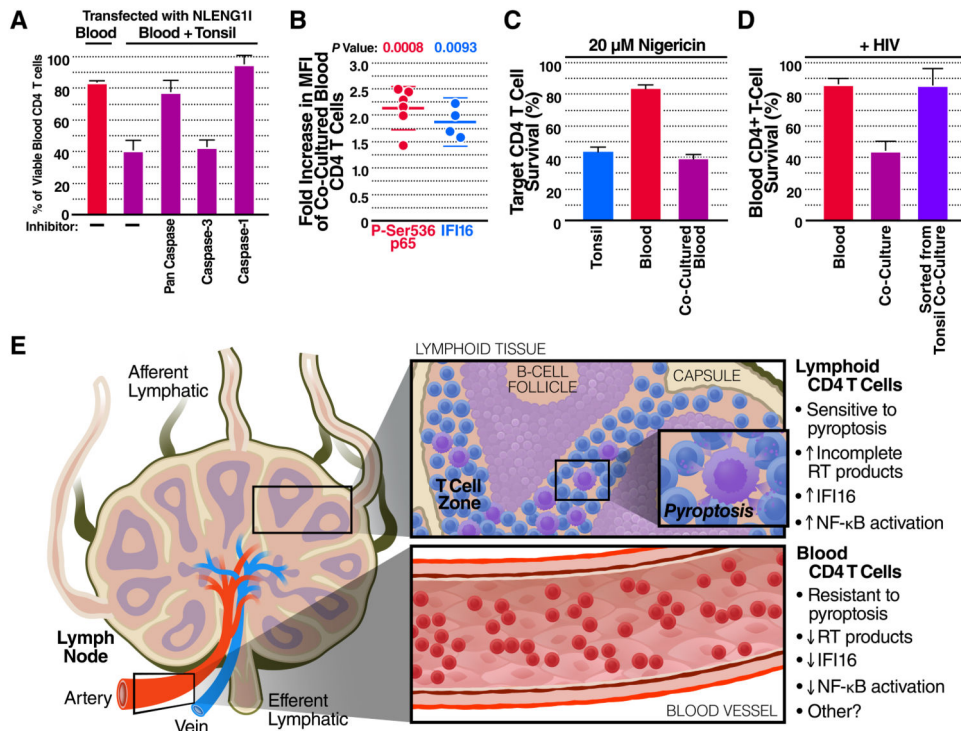 A
Transfected with NLENG1I
Blood
Blood + Tonsil
% of Viable Blood CD4 T cells
100
80
60
40
20
0
Inhibitor:
–
–
Pan Caspase
Caspase-3
Caspase-1
B
P Value: 0.0008 0.0093
Fold Increase in MFI
of Co-Cultured Blood
CD4 T Cells
3.0
2.5
2.0
2.5
1.0
1.5
0
P-Ser536
p65
IFI16
C
20 µM Nigericin
Target CD4 T Cell
Survival (%)
100
80
60
40
20
0
Tonsil
Blood
Co-Cultured
Blood
D
+ HIV
Blood CD4+ T-Cell
Survival (%)
100
80
60
40
20
0
Blood
Co-Culture
Sorted from
Tonsil Co-Culture
E
Afferent
Lymphatic
Lymph
Node
Artery
Vein
Efferent
Lymphatic
LYMPHOID TISSUE
B-CELL
FOLLICLE
CAPSULE
T Cell
Zone
Pyroptosis
BLOOD VESSEL
Lymphoid
CD4 T Cells
• Sensitive to
pyroptosis
• ↑Incomplete
RT products
• ↑IFI16
• ↑NF-κB activation
Blood
CD4 T Cells
• Resistant to
pyroptosis
• ↓RT products
• ↓IFI16
• ↓NF-κB activation
• Other?